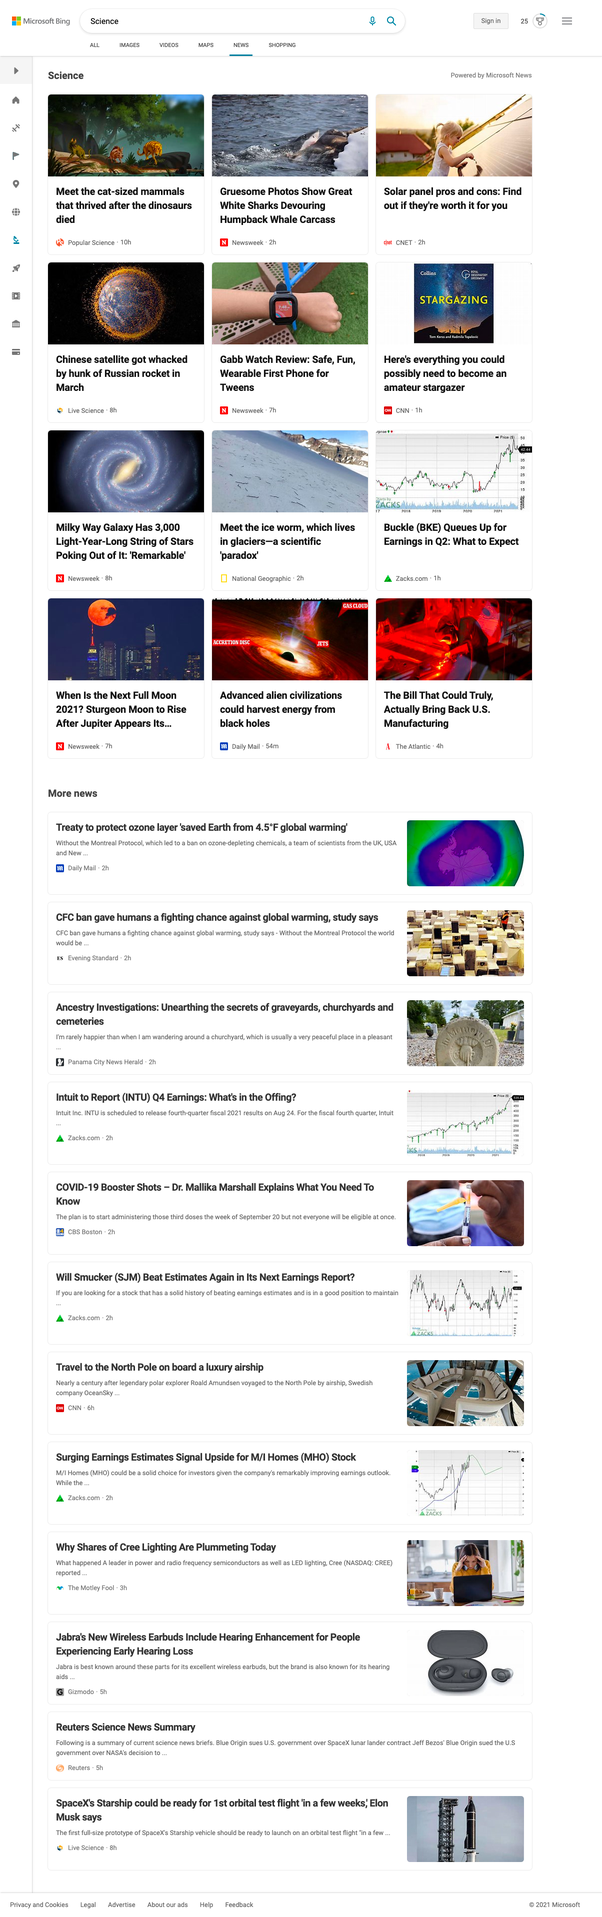 Microsoft Bing
Science
Sign in
25
ALL IMAGES VIDEOS MAPS NEWS SHOPPING
Science
Powered by Microsoft News
Meet the cat-sized mammals
that thrived after the dinosaurs
died
Popular Science · 10h
Gruesome Photos Show Great
White Sharks Devouring
Humpback Whale Carcass
Newsweek · 2h
Solar panel pros and cons: Find
out if they're worth it for you
CNET · 2h
Chinese satellite got whacked
by hunk of Russian rocket in
March
Live Science · 8h
Gabb Watch Review: Safe, Fun,
Wearable First Phone for
Tweens
Newsweek · 7h
Collins
STARGAZING
Here's everything you could
possibly need to become an
amateur stargazer
CNN · 1h
Milky Way Galaxy Has 3,000
Light-Year-Long String of Stars
Poking Out of It: 'Remarkable'
Newsweek · 8h
Meet the ice worm, which lives
in glaciers—a scientific
'paradox'
National Geographic · 2h
ZACKS
Buckle (BKE) Queues Up for
Earnings in Q2: What to Expect
Zacks.com · 1h
When Is the Next Full Moon
2021? Sturgeon Moon to Rise
After Jupiter Appears Its...
Newsweek · 7h
GAS CLOUD
ACCRETION DISC
JETS
Advanced alien civilizations
could harvest energy from
black holes
Daily Mail · 54m
The Bill That Could Truly,
Actually Bring Back U.S.
Manufacturing
The Atlantic · 4h
More news
Treaty to protect ozone layer 'saved Earth from 4.5°F global warming'
Without the Montreal Protocol, which led to a ban on ozone-depleting chemicals, a team of scientists from the UK, USA
and New ...
Daily Mail · 2h
CFC ban gave humans a fighting chance against global warming, study says
CFC ban gave humans a fighting chance against global warming, study says - Without the Montreal Protocol the world
would be ...
ES Evening Standard · 2h
Ancestry Investigations: Unearthing the secrets of graveyards, churchyards and
cemeteries
I'm rarely happier than when I am wandering around a churchyard, which is usually a very peaceful place in a pleasant
...
Panama City News Herald · 2h
Intuit to Report (INTU) Q4 Earnings: What's in the Offing?
Intuit Inc. INTU is scheduled to release fourth-quarter fiscal 2021 results on Aug 24. For the fiscal fourth quarter, Intuit
...
Zacks.com · 2h
COVID-19 Booster Shots – Dr. Mallika Marshall Explains What You Need To
Know
The plan is to start administering those third doses the week of September 20 but not everyone will be eligible at once.
CBS Boston · 2h
Will Smucker (SJM) Beat Estimates Again in Its Next Earnings Report?
If you are looking for a stock that has a solid history of beating earnings estimates and is in a good position to maintain
...
Zacks.com · 2h
ZACKS
Travel to the North Pole on board a luxury airship
Nearly a century after legendary polar explorer Roald Amundsen voyaged to the North Pole by airship, Swedish
company OceanSky ...
CNN · 6h
Surging Earnings Estimates Signal Upside for M/I Homes (MHO) Stock
M/I Homes (MHO) could be a solid choice for investors given the company's remarkably improving earnings outlook.
While the ...
Zacks.com · 2h
ZACKS
Why Shares of Cree Lighting Are Plummeting Today
What happened A leader in power and radio frequency semiconductors as well as LED lighting, Cree (NASDAQ: CREE)
reported ...
The Motley Fool · 3h
Jabra's New Wireless Earbuds Include Hearing Enhancement for People
Experiencing Early Hearing Loss
Jabra is best known around these parts for its excellent wireless earbuds, but the brand is also known for its hearing
aids ...
Gizmodo · 5h
Reuters Science News Summary
Following is a summary of current science news briefs. Blue Origin sues U.S. government over SpaceX lunar lander contract Jeff Bezos' Blue Origin sued the U.S
government over NASA's decision to ...
Reuters · 5h
SpaceX's Starship could be ready for 1st orbital test flight 'in a few weeks,' Elon
Musk says
The first full-size prototype of SpaceX's Starship vehicle should be ready to launch on an orbital test flight "in a few ...
Live Science · 8h
Privacy and Cookies Legal Advertise About our ads Help Feedback
© 2021 Microsoft